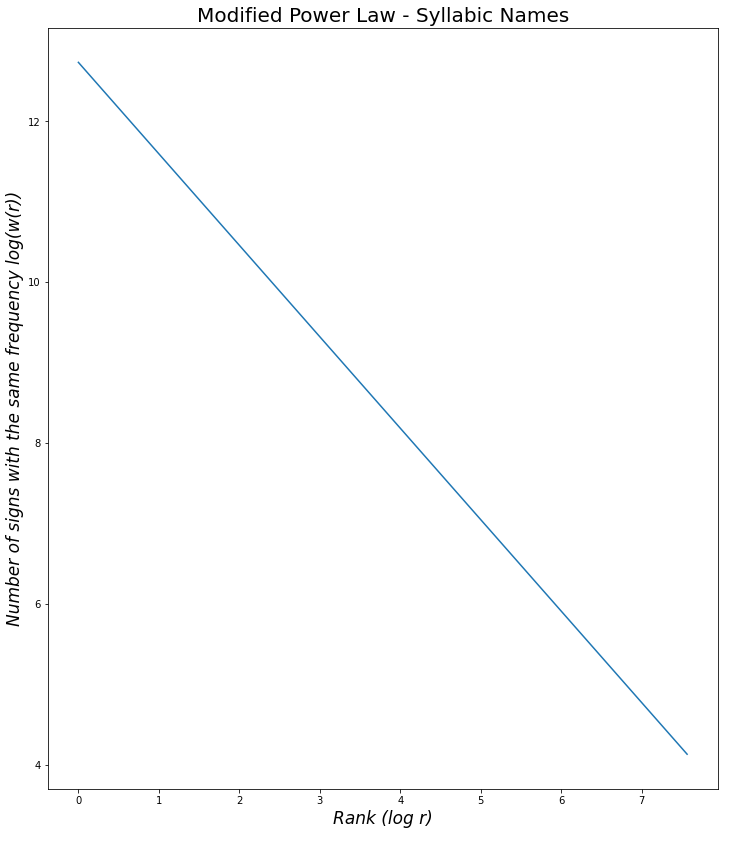 Modified Power Law - Syllabic Names
Number of signs with the same frequency log(w(r))
12
10
8
6
4
0 1 2 3 4 5 6 7
Rank (log r)